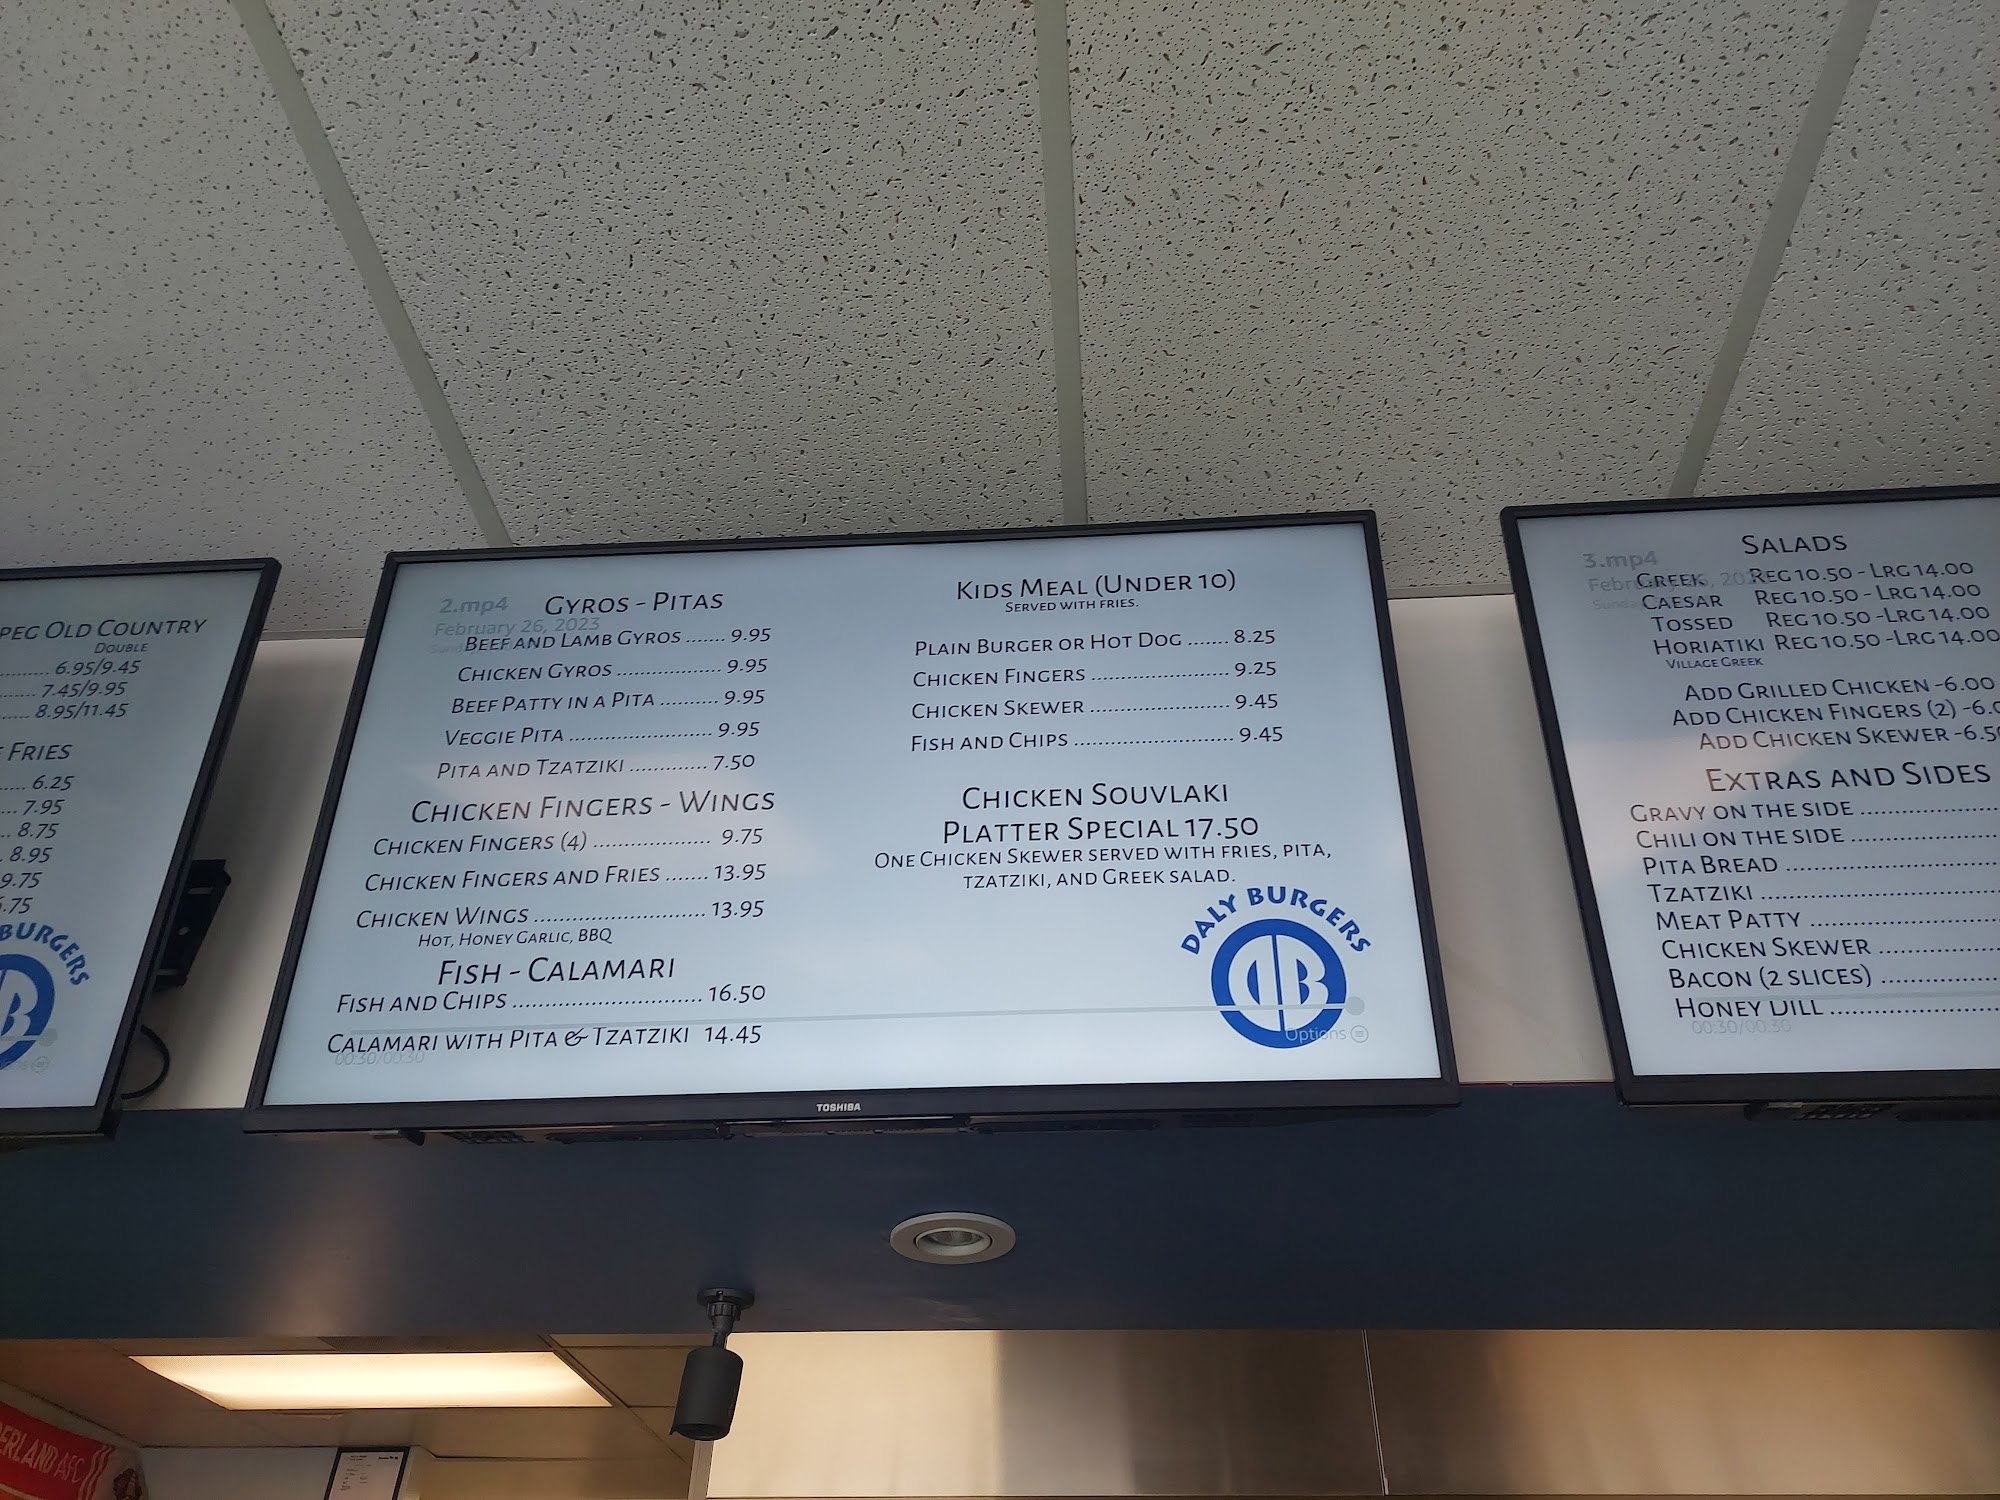 PEG OLD COUNTRY
DOUBLE
6.95/9.45
7.45/9.95
8.95/11.45
FRIES
6.25
7.95
8.75
8.95
9.75
BURGERS
2.mp4
February 26, 2023
GYROS - PITAS
BEEF AND LAMB GYROS ....... 9.95
CHICKEN GYROS .................... 9.95
BEEF PATTY IN A PITA .......... 9.95
VEGGIE PITA ........................... 9.95
PITA AND TZATZIKI ............. 7.50
CHICKEN FINGERS - WINGS
CHICKEN FINGERS (4) .................... 9.75
CHICKEN FINGERS AND FRIES ....... 13.95
CHICKEN WINGS ............................ 13.95
HOT, HONEY GARLIC, BBQ
FISH - CALAMARI
FISH AND CHIPS ............................... 16.50
CALAMARI WITH PITA & TZATZIKI 14.45
00:30/00:30
KIDS MEAL (UNDER 10)
SERVED WITH FRIES.
PLAIN BURGER OR HOT DOG ....... 8.25
CHICKEN FINGERS ........................ 9.25
CHICKEN SKEWER ........................ 9.45
FISH AND CHIPS ........................... 9.45
CHICKEN SOUVLAKI
PLATTER SPECIAL 17.50
ONE CHICKEN SKEWER SERVED WITH FRIES, PITA,
TZATZIKI, AND GREEK SALAD.
DALY BURGERS
DB
Options
TOSHIBA
3.mp4
SALADS
GREEK REG 10.50 - LRG 14.00
CAESAR REG 10.50 - LRG 14.00
TOSSED REG 10.50 - LRG 14.00
HORIATIKI REG 10.50 - LRG 14.00
VILLAGE GREEK
ADD GRILLED CHICKEN -6.00
ADD CHICKEN FINGERS (2) -6.0
ADD CHICKEN SKEWER -6.50
EXTRAS AND SIDES
GRAVY ON THE SIDE
CHILI ON THE SIDE
PITA BREAD
TZATZIKI
MEAT PATTY
CHICKEN SKEWER
BACON (2 SLICES)
HONEY DILL
00:30/00:30
DERLAND AFC